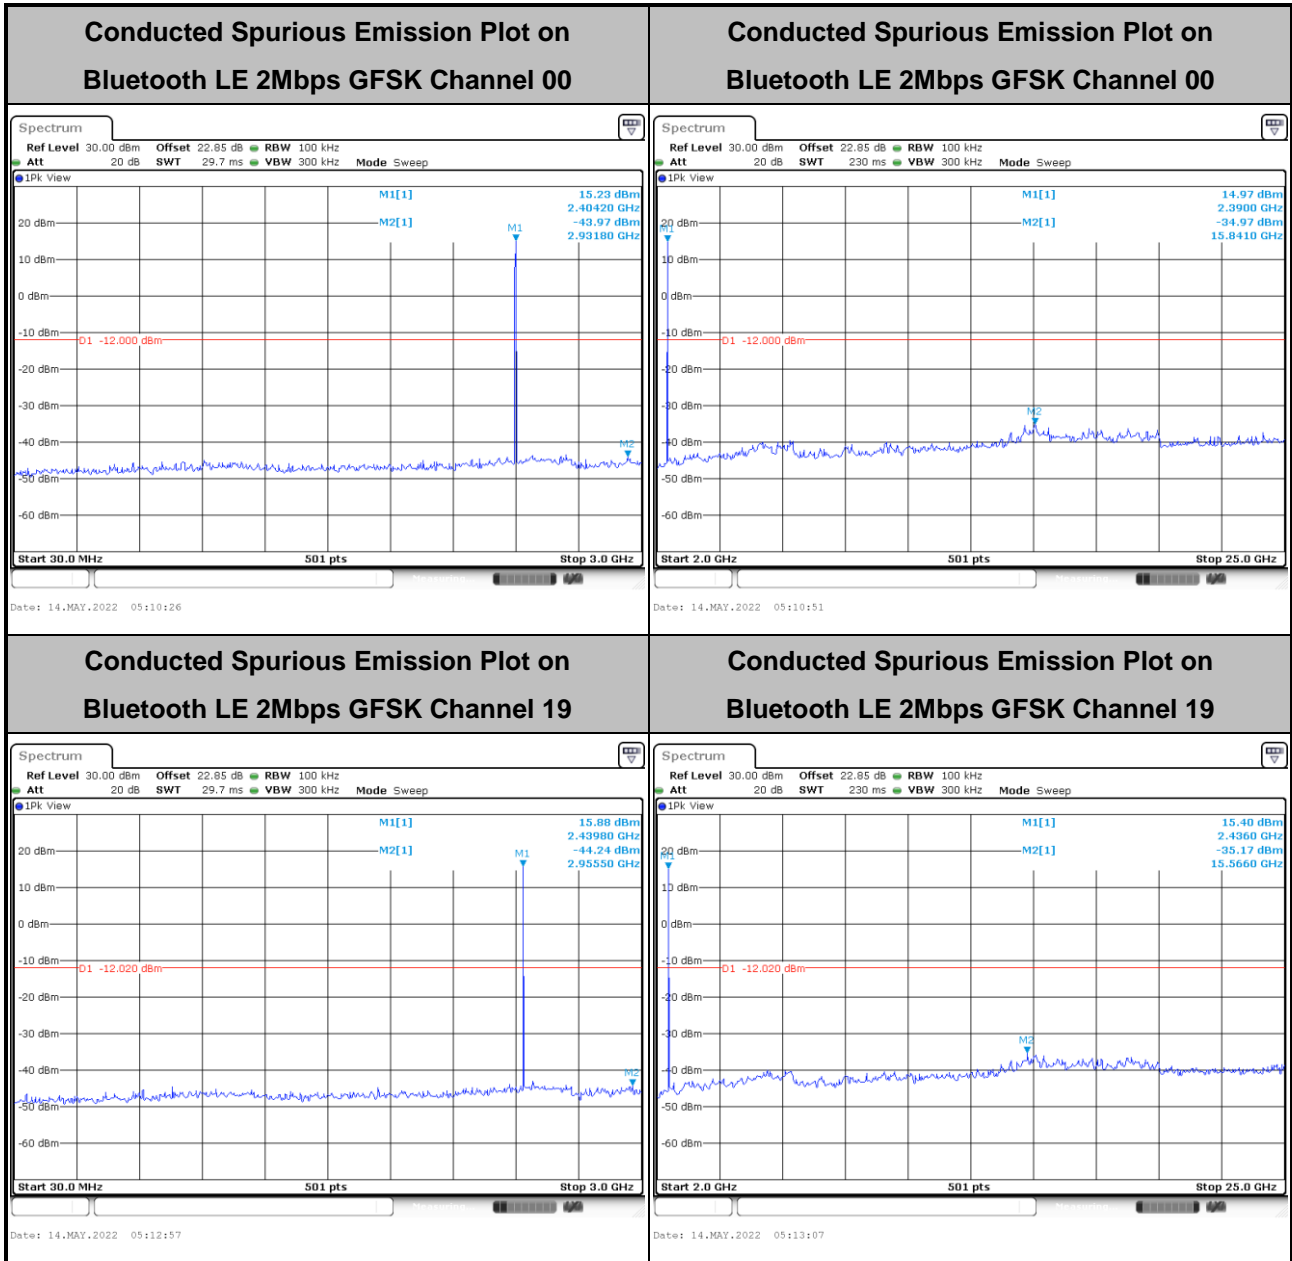 Conducted Spurious Emission Plot on
Bluetooth LE 2Mbps GFSK Channel 00
Spectrum
Ref Level 30.00 dBm Offset 22.85 dB RBW 100 kHz
Att 20 dB SWT 29.7 ms VBW 300 kHz Mode Sweep
1Pk View
M1[1] 15.23 dBm
2.40420 GHz
M2[1] -43.97 dBm
2.93180 GHz
20 dBm
M1
10 dBm
0 dBm
-10 dBm
D1 -12.000 dBm
-20 dBm
-30 dBm
-40 dBm
M2
-50 dBm
-60 dBm
Start 30.0 MHz 501 pts Stop 3.0 GHz
Measuring...
Date: 14.MAY.2022 05:10:26
Conducted Spurious Emission Plot on
Bluetooth LE 2Mbps GFSK Channel 00
Spectrum
Ref Level 30.00 dBm Offset 22.85 dB RBW 100 kHz
Att 20 dB SWT 230 ms VBW 300 kHz Mode Sweep
1Pk View
M1[1] 14.97 dBm
2.3900 GHz
M2[1] -34.97 dBm
15.8410 GHz
20 dBm
M1
10 dBm
0 dBm
-10 dBm
D1 -12.000 dBm
-20 dBm
-30 dBm
M2
-40 dBm
-50 dBm
-60 dBm
Start 2.0 GHz 501 pts Stop 25.0 GHz
Date: 14.MAY.2022 05:10:51
Conducted Spurious Emission Plot on
Bluetooth LE 2Mbps GFSK Channel 19
Spectrum
Ref Level 30.00 dBm Offset 22.85 dB RBW 100 kHz
Att 20 dB SWT 29.7 ms VBW 300 kHz Mode Sweep
1Pk View
M1[1] 15.88 dBm
2.43980 GHz
M2[1] -44.24 dBm
2.95550 GHz
20 dBm
M1
10 dBm
0 dBm
-10 dBm
D1 -12.020 dBm
-20 dBm
-30 dBm
-40 dBm
M2
-50 dBm
-60 dBm
Start 30.0 MHz 501 pts Stop 3.0 GHz
Measuring...
Date: 14.MAY.2022 05:12:57
Conducted Spurious Emission Plot on
Bluetooth LE 2Mbps GFSK Channel 19
Spectrum
Ref Level 30.00 dBm Offset 22.85 dB RBW 100 kHz
Att 20 dB SWT 230 ms VBW 300 kHz Mode Sweep
1Pk View
M1[1] 15.40 dBm
2.4360 GHz
M2[1] -35.17 dBm
15.5660 GHz
20 dBm
M1
10 dBm
0 dBm
-10 dBm
D1 -12.020 dBm
-20 dBm
-30 dBm
M2
-40 dBm
-50 dBm
-60 dBm
Start 2.0 GHz 501 pts Stop 25.0 GHz
Date: 14.MAY.2022 05:13:07